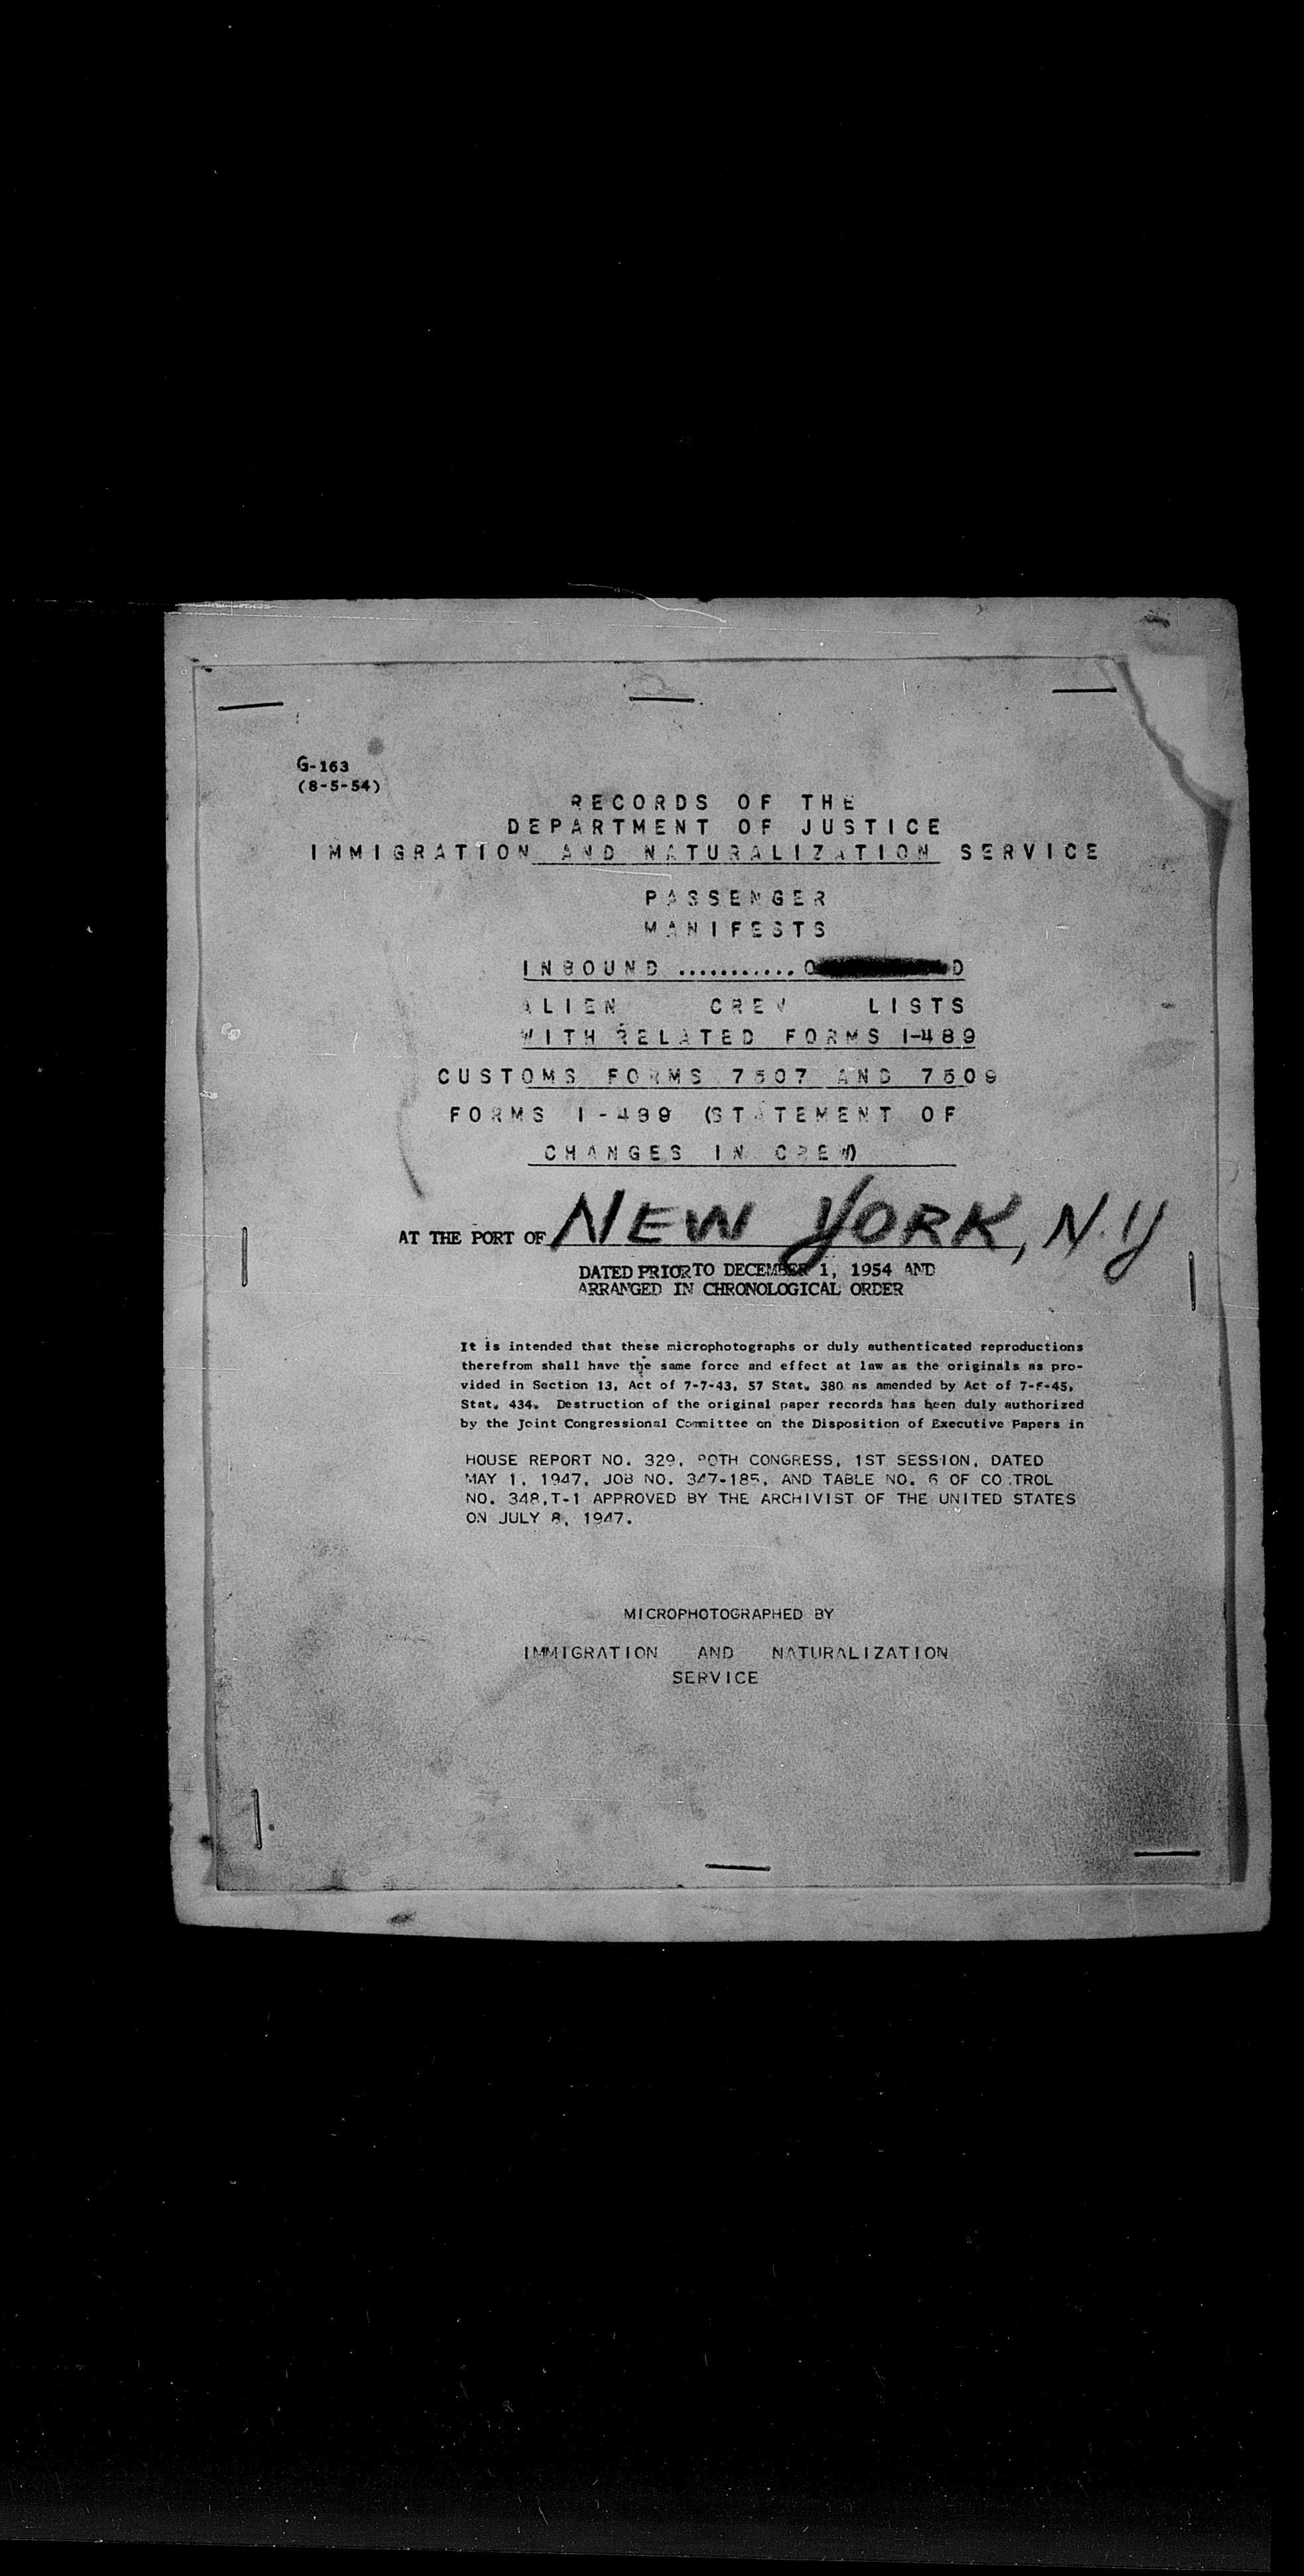 G-163
(8-5-54)
RECORDS OF THE
DEPARTMENT OF JUSTICE
IMMIGRATION AND NATURALIZATION SERVICE
PASSENGER
MANIFESTS
INBOUND ...........
ALIEN CREW LISTS
WITH RELATED FORMS I-489
CUSTOMS FORMS 7507 AND 7509
FORMS I-489 (STATEMENT OF
CHANGES IN CREW)
AT THE PORT OF NEW YORK, N.Y
DATED PRIOR TO DECEMBER 1, 1954 AND
ARRANGED IN CHRONOLOGICAL ORDER
It is intended that these microphotographs or duly authenticated reproductions
therefrom shall have the same force and effect at law as the originals as pro-
vided in Section 13, Act of 7-7-43, 57 Stat. 380 as amended by Act of
Stat. 434. Destruction of the original paper records has been duly authorized
by the Joint Congressional Committee on the Disposition of Executive Papers in
HOUSE REPORT NO. 329, 80TH CONGRESS, 1ST SESSION, DATED
MAY 1, 1947, JOB NO. 347-185, AND TABLE NO. 6 OF CO TROL
NO. 348,T-1 APPROVED BY THE ARCHIVIST OF THE UNITED STATES
ON JULY 8, 1947.
MICROPHOTOGRAPHED BY
IMMIGRATION AND NATURALIZATION
SERVICE